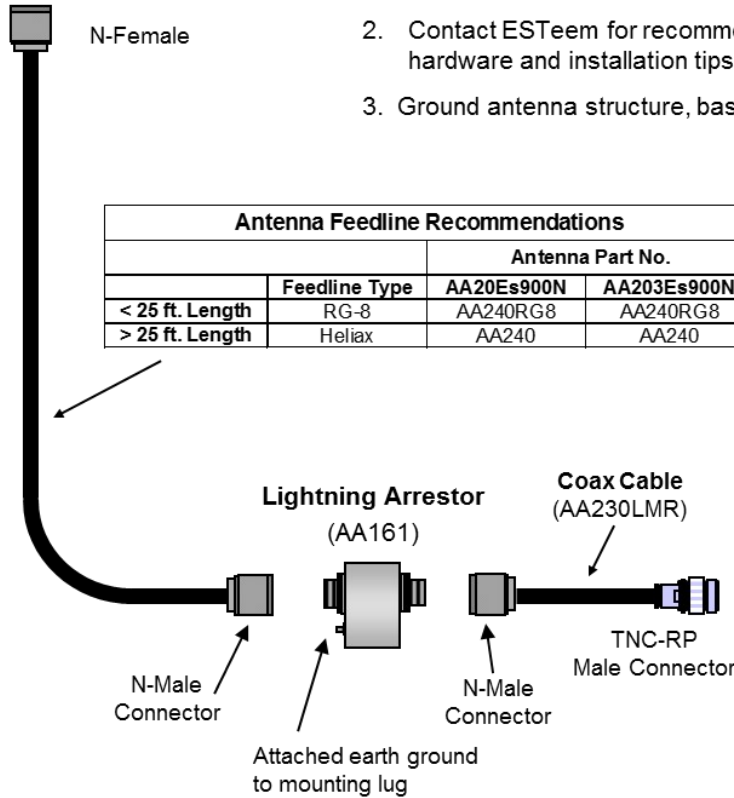 N-Female
2. Contact ESTeem for recomme
hardware and installation tips
3. Ground antenna structure, bas
Antenna Feedline Recommendations
Antenna Part No.
Feedline Type AA20Es900N AA203Es900N
< 25 ft. Length RG-8 AA240RG8 AA240RG8
> 25 ft. Length Heliax AA240 AA240
Lightning Arrestor
(AA161)
Coax Cable
(AA230LMR)
N-Male
Connector
N-Male
Connector
TNC-RP
Male Connector
Attached earth ground
to mounting lug